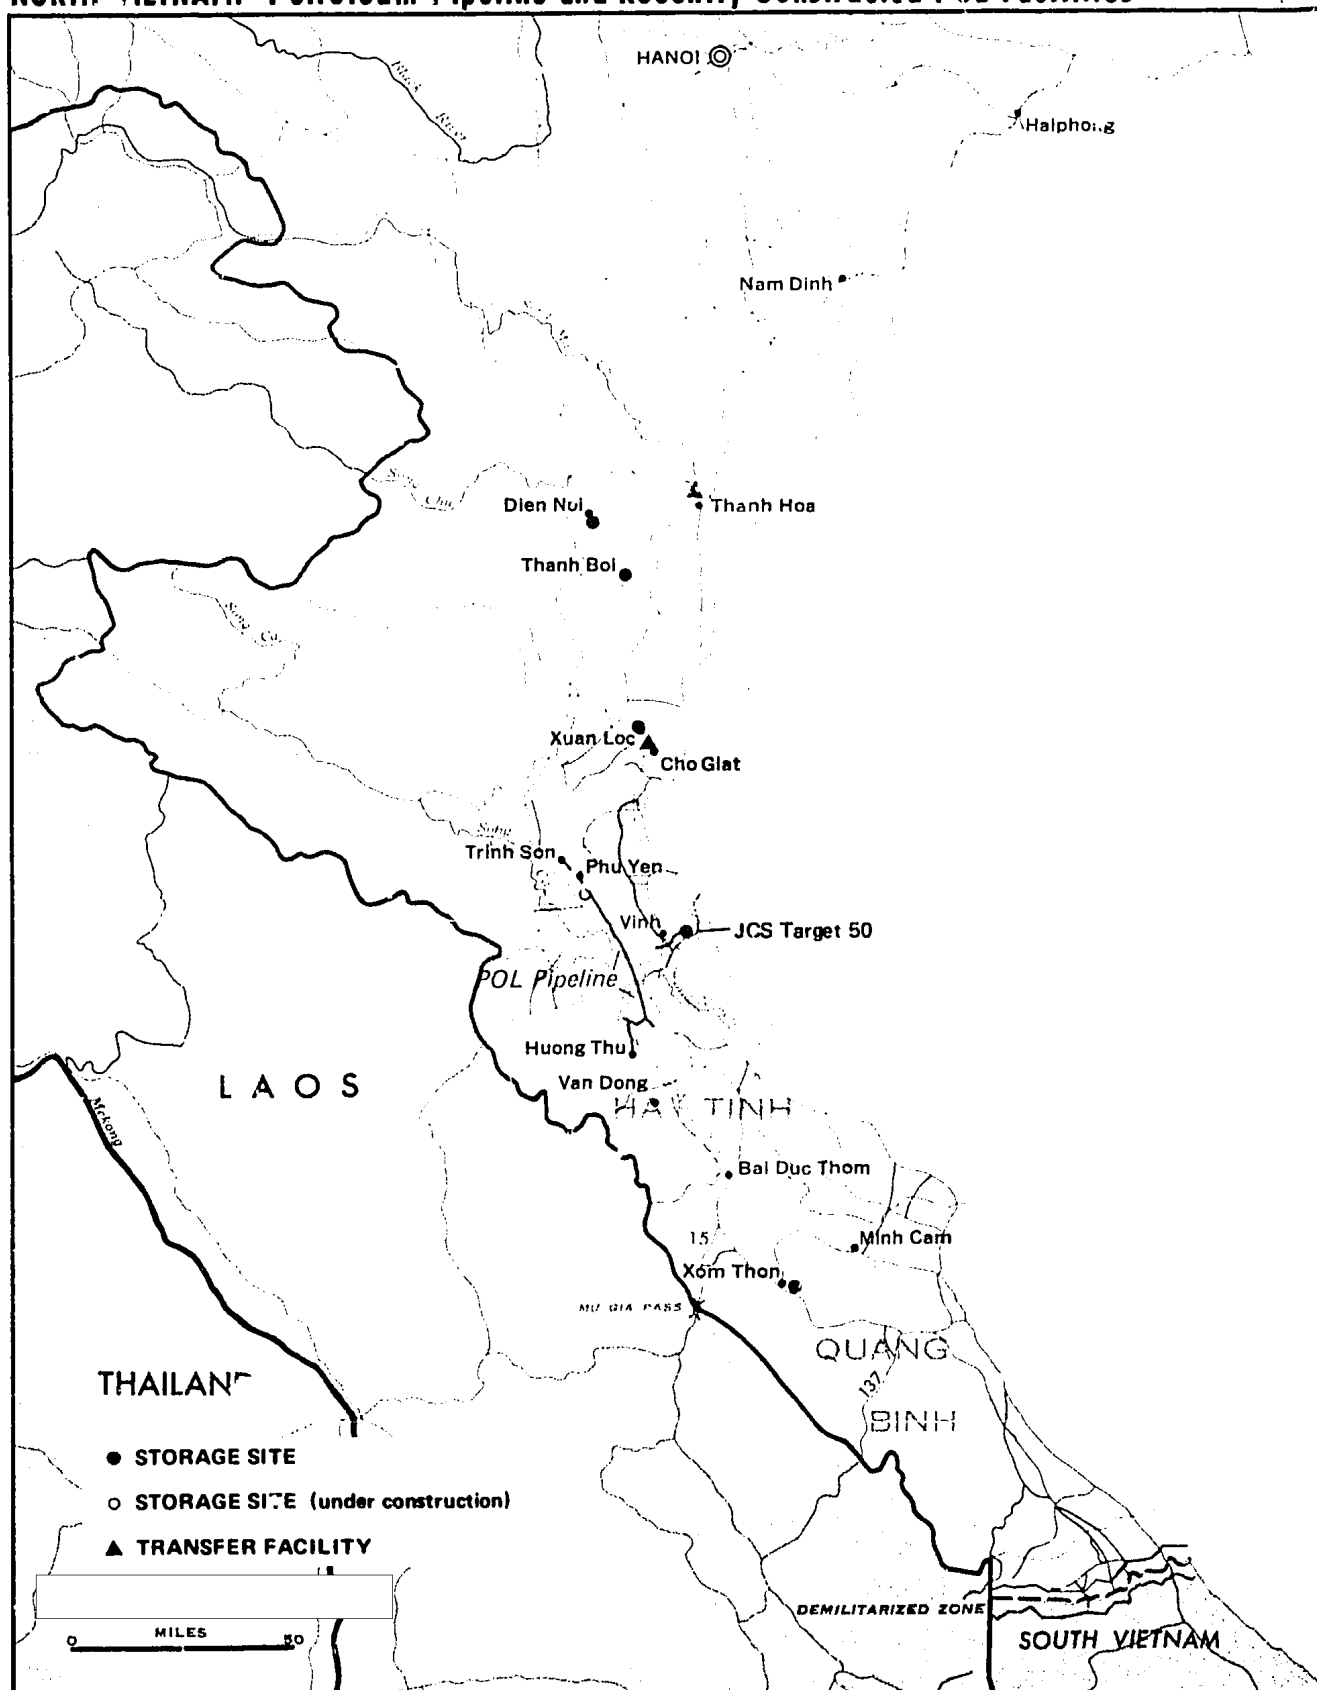 HANOI
Black
River
Haiphong
Nam Dinh
Song Chu
Dien Nui
Thanh Hoa
Thanh Boi
Song Ca
Xuan Loc
Cho Giat
Song
Trinh Son
Phu Yen
Vinh
JCS Target 50
POL Pipeline
Huong Thu
LAOS
Van Dong
HA TINH
Mekong
Bai Duc Thom
15
Minh Cam
Xom Thon
MU GIA PASS
QUANG
THAILAND
137
BINH
STORAGE SITE
STORAGE SITE (under construction)
TRANSFER FACILITY
DEMILITARIZED ZONE
MILES
0 50
SOUTH VIETNAM